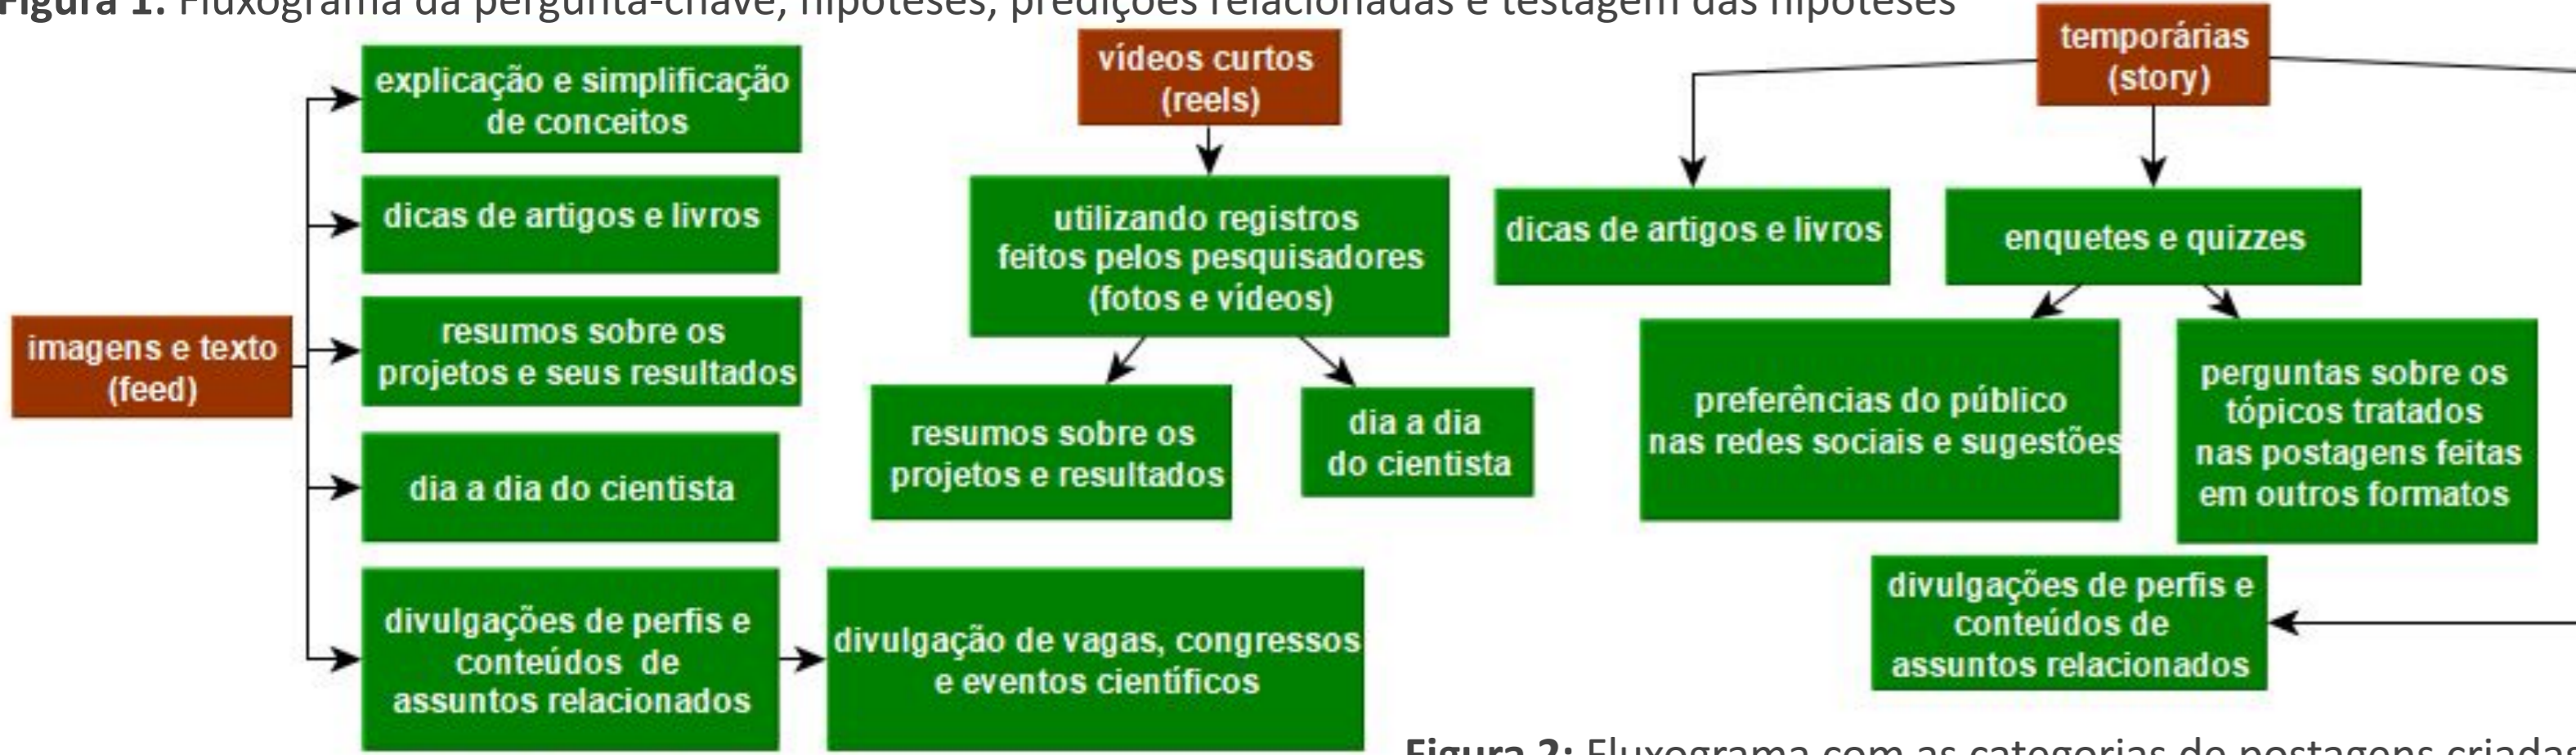 Figura 1: Fluxograma da pergunta-chave, hipóteses, predições relacionadas e testagem das hipóteses
imagens e texto
(feed)
explicação e simplificação
de conceitos
dicas de artigos e livros
resumos sobre os
projetos e seus resultados
dia a dia do cientista
divulgações de perfis e
conteúdos de
assuntos relacionados
divulgação de vagas, congressos
e eventos científicos
vídeos curtos
(reels)
utilizando registros
feitos pelos pesquisadores
(fotos e vídeos)
resumos sobre os
projetos e resultados
dia a dia
do cientista
temporárias
(story)
dicas de artigos e livros
enquetes e quizzes
preferências do público
nas redes sociais e sugestões
perguntas sobre os
tópicos tratados
nas postagens feitas
em outros formatos
divulgações de perfis e
conteúdos de
assuntos relacionados
Figura 2: Fluxograma com as categorias de postagens criadas